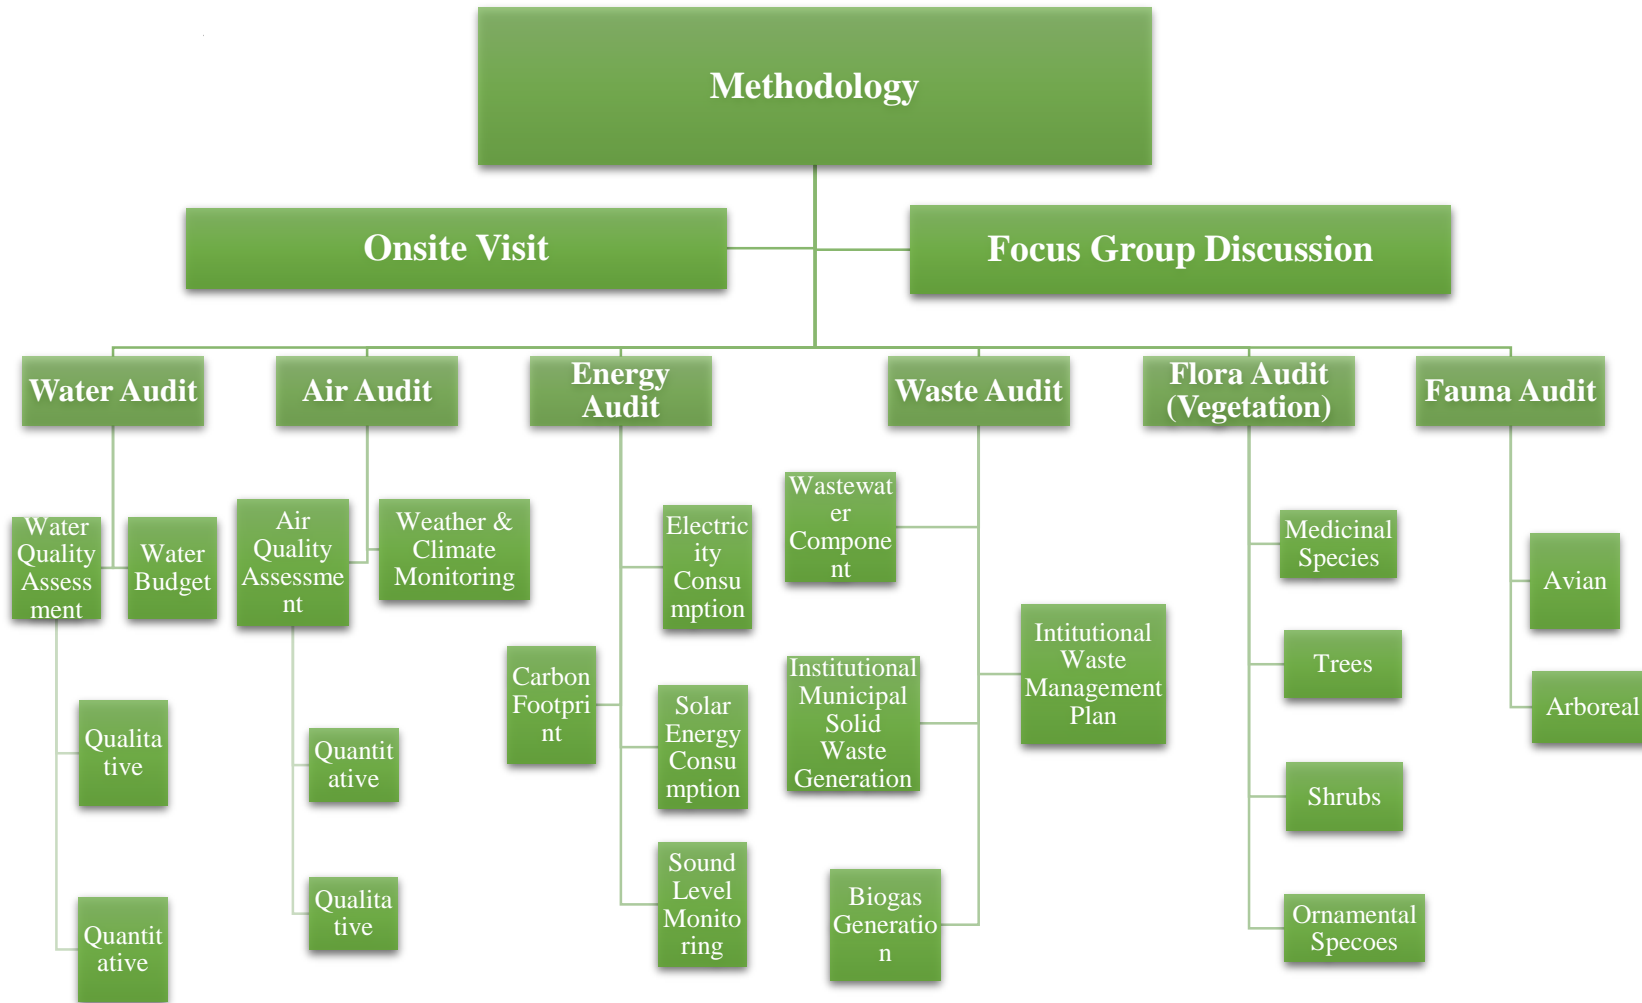 Methodology
Onsite Visit
Focus Group Discussion
Water Audit
Air Audit
Energy
Audit
Waste Audit
Flora Audit
(Vegetation)
Fauna Audit
Water
Quality
Assess
ment
Water
Budget
Qualita
tive
Quantit
ative
Air
Quality
Assessme
nt
Weather &
Climate
Monitoring
Quantit
ative
Qualita
tive
Electric
ity
Consu
mption
Carbon
Footpri
nt
Solar
Energy
Consu
mption
Sound
Level
Monito
ring
Wastewat
er
Compone
nt
Institutional
Municipal
Solid
Waste
Generation
Intitutional
Waste
Management
Plan
Biogas
Generatio
n
Medicinal
Species
Trees
Shrubs
Ornamental
Specoes
Avian
Arboreal